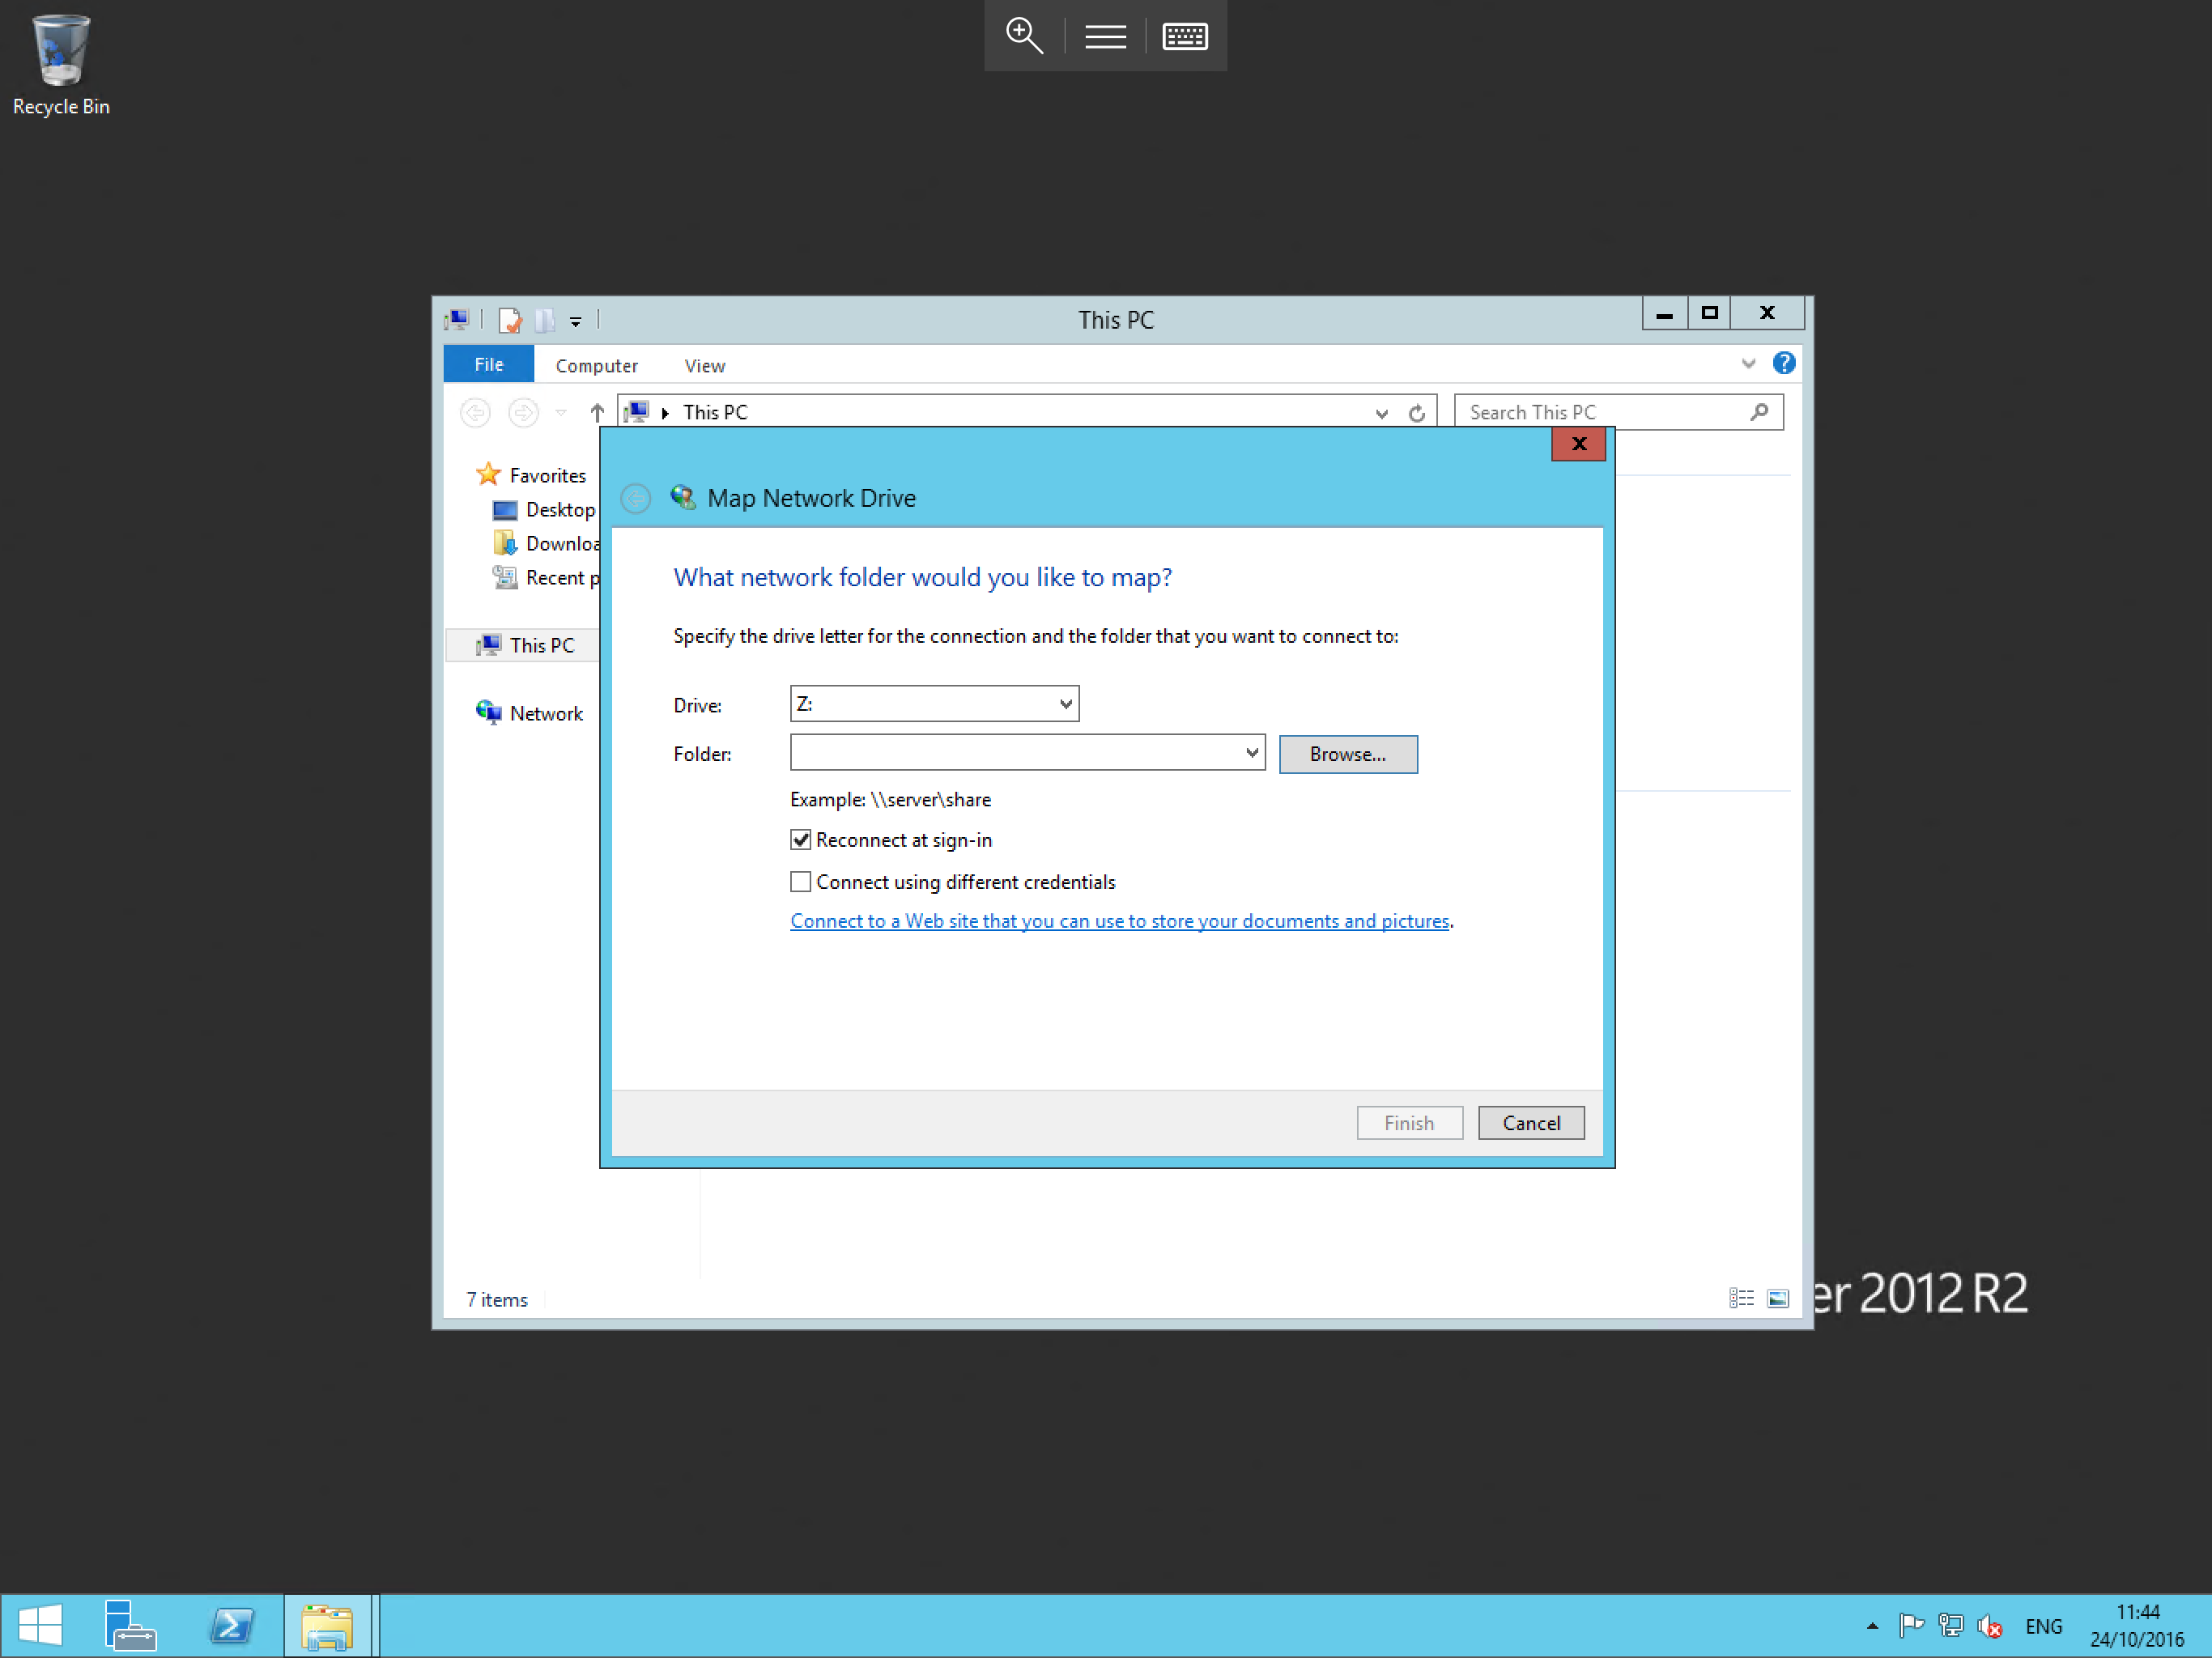 Recycle Bin
This PC
File
Computer
View
This PC
Search This PC
Favorites
Desktop
Downloa
Recent p
This PC
Network
Map Network Drive
What network folder would you like to map?
Specify the drive letter for the connection and the folder that you want to connect to:
Drive:
Z:
Folder:
Browse...
Example: \\server\share
Reconnect at sign-in
Connect using different credentials
Connect to a Web site that you can use to store your documents and pictures.
Finish
Cancel
7 items
er 2012 R2
ENG
11:44
24/10/2016